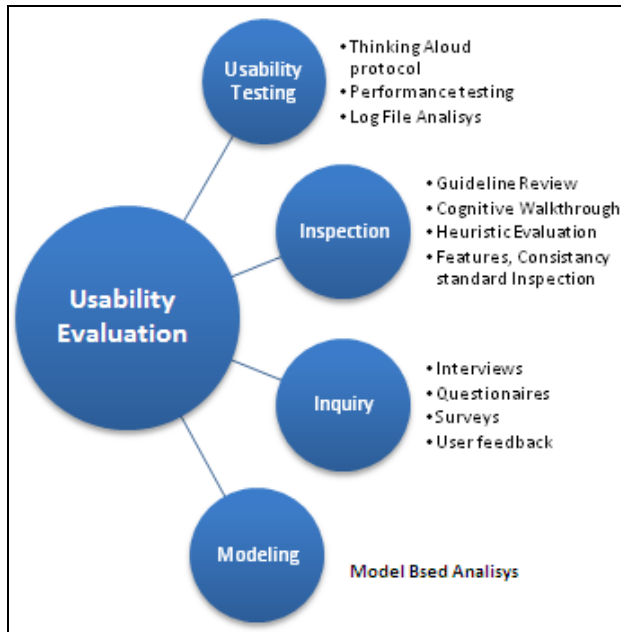 Usability
Testing
• Thinking Aloud
protocol
• Performance testing
• Log File Analisys
Inspection
• Guideline Review
• Cognitive Walkthrough
• Heuristic Evaluation
• Features, Consistancy
standard Inspection
Usability
Evaluation
Inquiry
• Interviews
• Questionaires
• Surveys
• User feedback
Modeling
Model Bsed Analisys